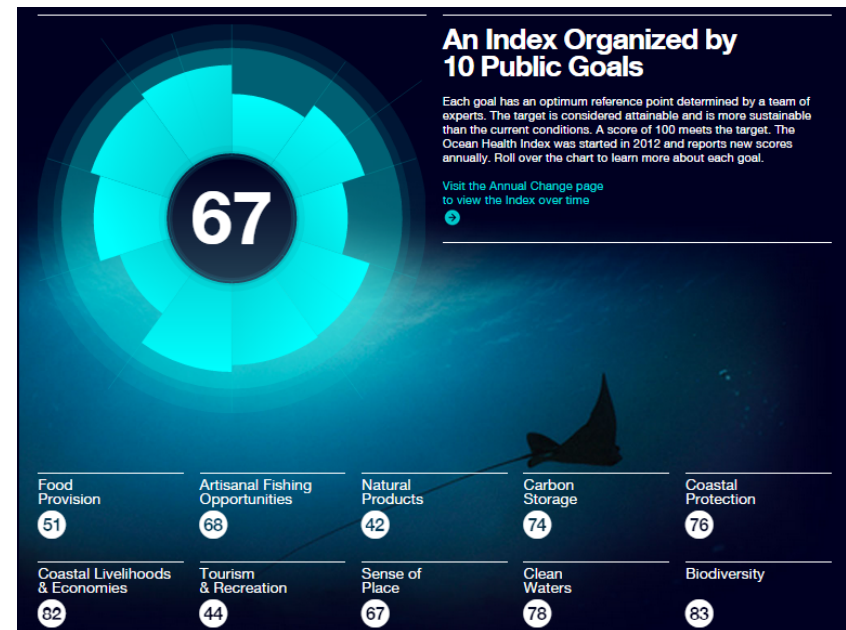 67
An Index Organized by
10 Public Goals
Each goal has an optimum reference point determined by a team of
experts. The target is considered attainable and is more sustainable
than the current conditions. A score of 100 meets the target. The
Ocean Health Index was started in 2012 and reports new scores
annually. Roll over the chart to learn more about each goal.
Visit the Annual Change page
to view the Index over time
Food
Provision
51
Artisanal Fishing
Opportunities
68
Natural
Products
42
Carbon
Storage
74
Coastal
Protection
76
Coastal Livelihoods
& Economies
82
Tourism
& Recreation
44
Sense of
Place
67
Clean
Waters
78
Biodiversity
83